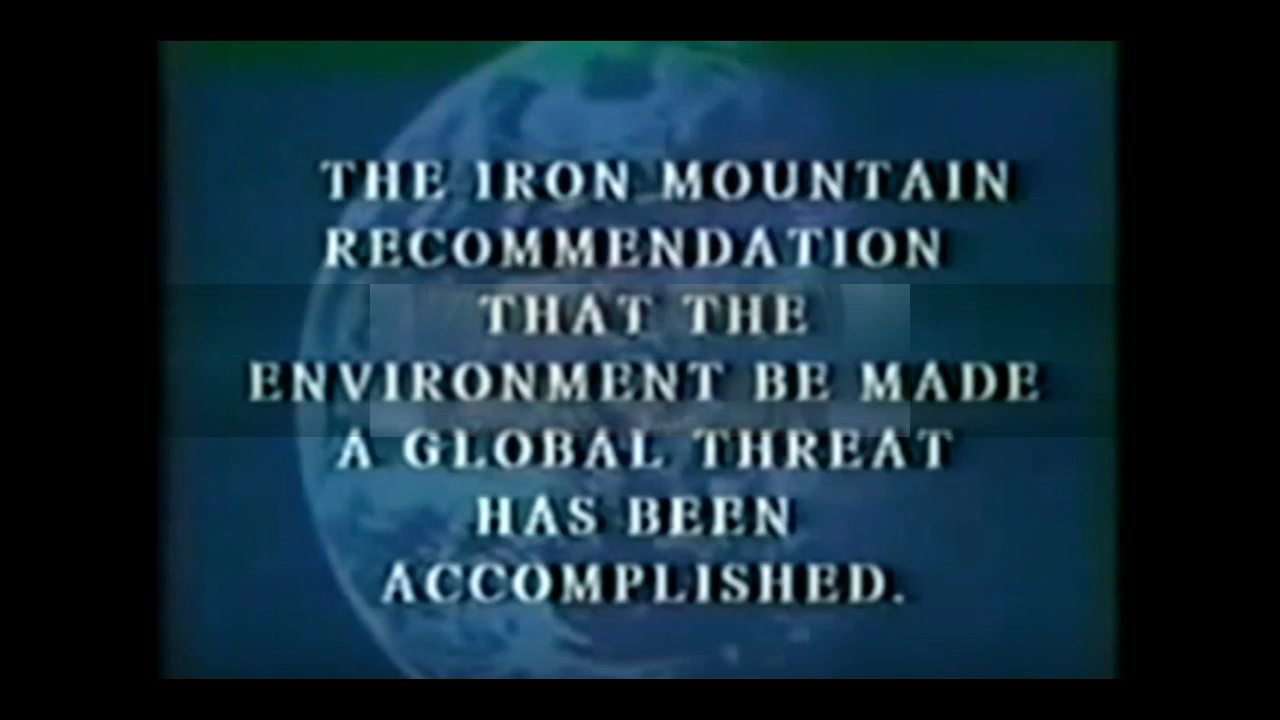 THE IRON MOUNTAIN
RECOMMENDATION
THAT THE
ENVIRONMENT BE MADE
A GLOBAL THREAT
HAS BEEN
ACCOMPLISHED.